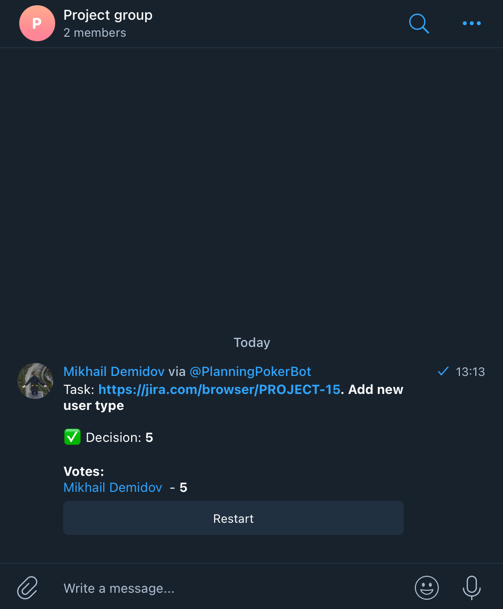 P
Project group
2 members
Today
Mikhail Demidov via @PlanningPokerBot
13:13
Task: https://jira.com/browser/PROJECT-15. Add new
user type
✅ Decision: 5
Votes:
Mikhail Demidov - 5
Restart
Write a message...